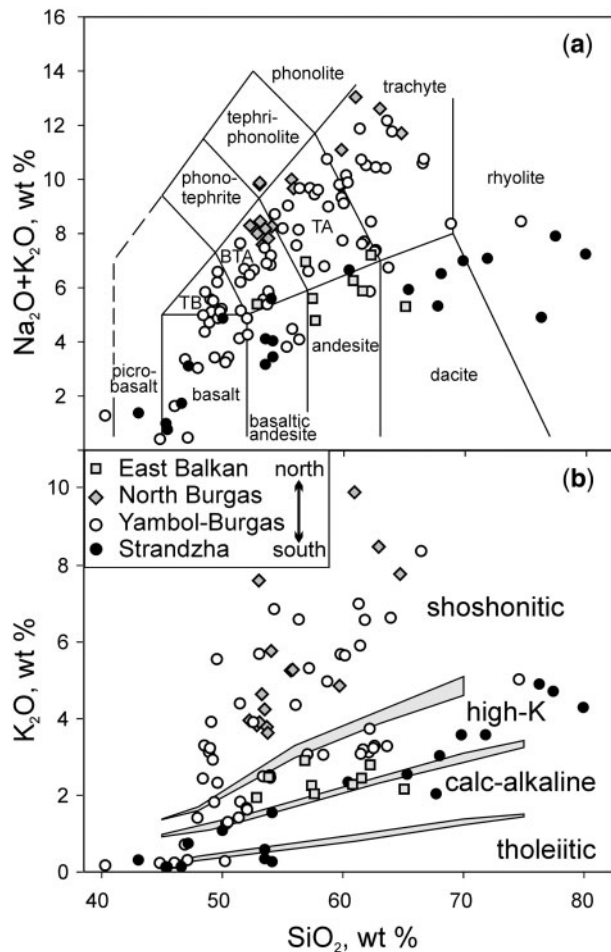 16
(a)
phonolite
14
trachyte
12
tephri-
phonolite
10
phono-
tephrite
rhyolite
8
TA
BTA
6
TB
4
andesite
picro-
basalt
basalt
dacite
2
basaltic
andesite
Na₂O+K₂O, wt %
East Balkan
north
North Burgas
Yambol-Burgas
Strandzha
south
(b)
10
8
shoshonitic
6
high-K
4
calc-alkaline
2
tholeiitic
0
K₂O, wt %
40 50 60 70 80
SiO₂, wt %